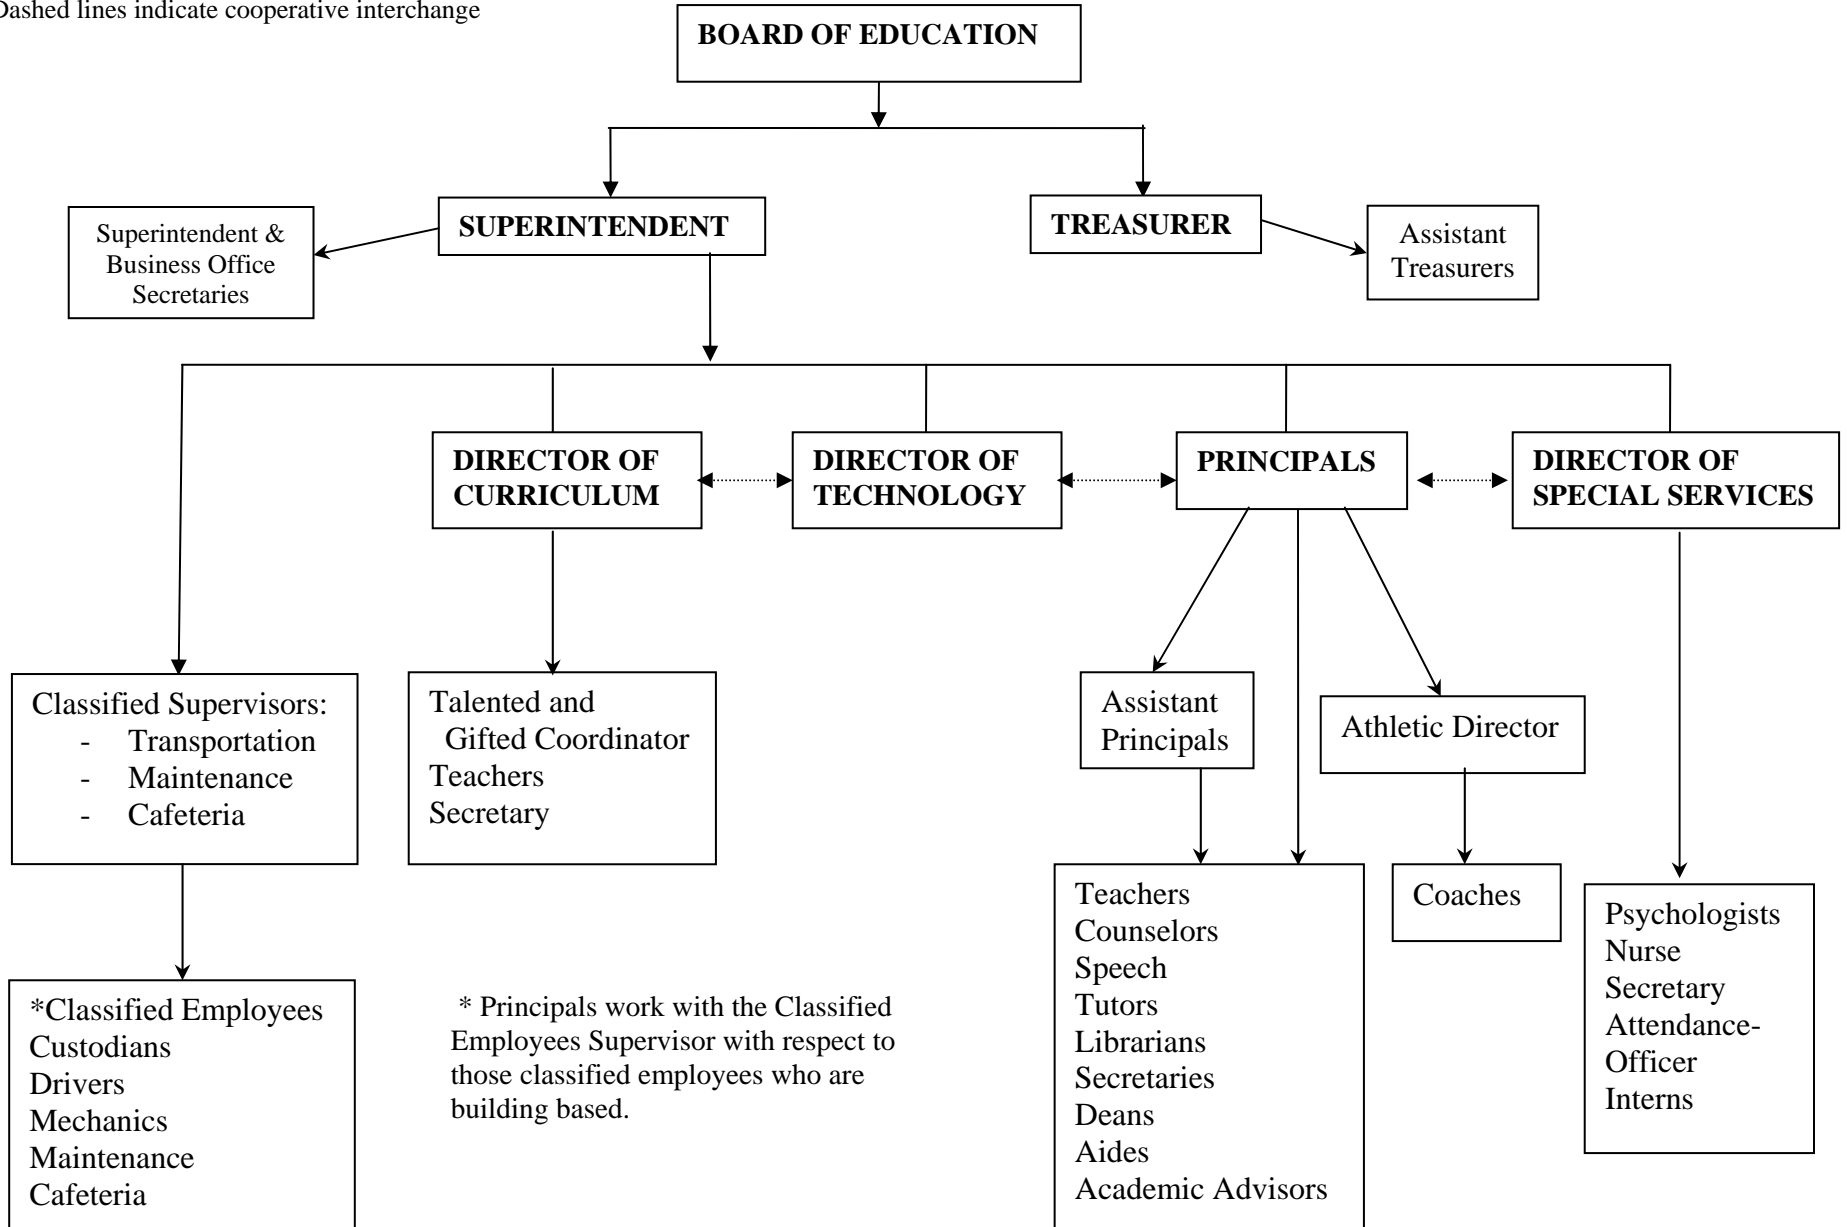 Dashed lines indicate cooperative interchange
BOARD OF EDUCATION
SUPERINTENDENT
TREASURER
Superintendent &
Business Office
Secretaries
Assistant
Treasurers
DIRECTOR OF
CURRICULUM
DIRECTOR OF
TECHNOLOGY
PRINCIPALS
DIRECTOR OF
SPECIAL SERVICES
Classified Supervisors:
- Transportation
- Maintenance
- Cafeteria
Talented and
Gifted Coordinator
Teachers
Secretary
Assistant
Principals
Athletic Director
Teachers
Counselors
Speech
Tutors
Librarians
Secretaries
Deans
Aides
Academic Advisors
Coaches
Psychologists
Nurse
Secretary
Attendance-
Officer
Interns
*Classified Employees
Custodians
Drivers
Mechanics
Maintenance
Cafeteria
* Principals work with the Classified
Employees Supervisor with respect to
those classified employees who are
building based.